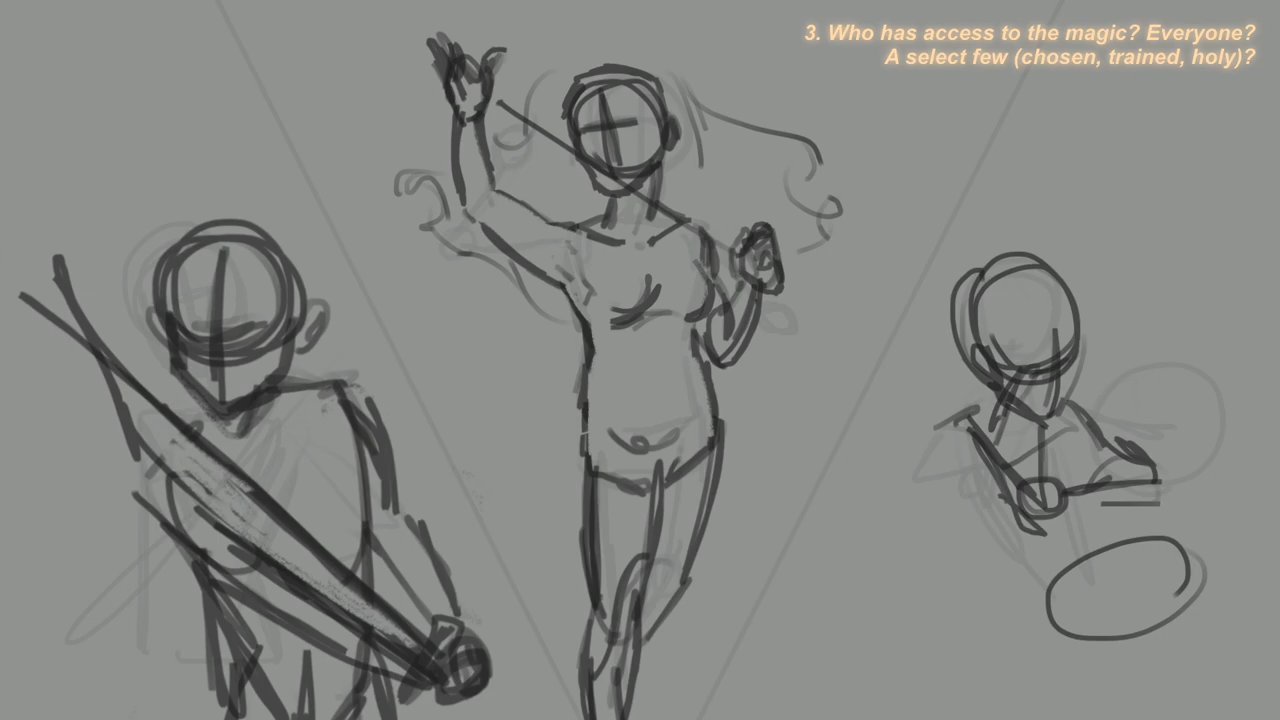 3. Who has access to the magic? Everyone?
A select few (chosen, trained, holy)?